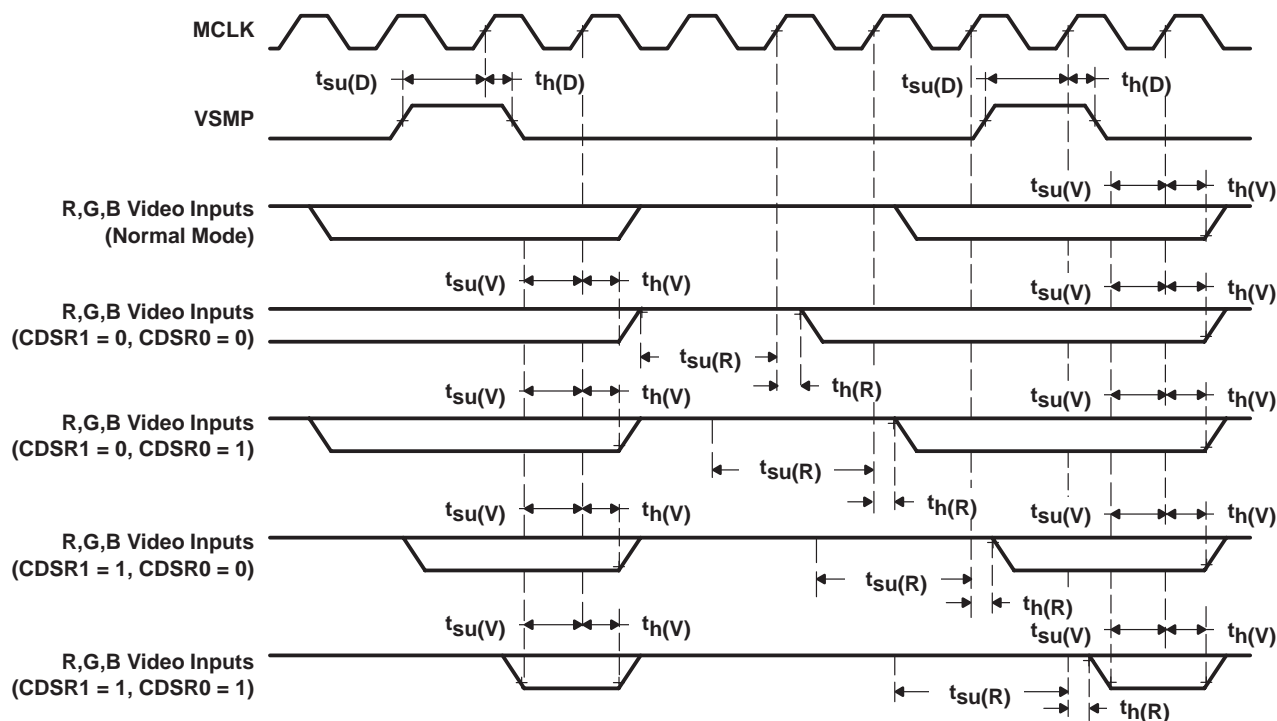 MCLK
tsu(D) th(D) tsu(D) th(D)
VSMP
tsu(V) th(V)
R,G,B Video Inputs
(Normal Mode)
tsu(V) th(V) tsu(V) th(V)
R,G,B Video Inputs
(CDSR1 = 0, CDSR0 = 0)
tsu(R)
th(R)
tsu(V) th(V) tsu(V) th(V)
R,G,B Video Inputs
(CDSR1 = 0, CDSR0 = 1)
tsu(R)
th(R)
tsu(V) th(V) tsu(V) th(V)
R,G,B Video Inputs
(CDSR1 = 1, CDSR0 = 0)
tsu(R)
th(R)
tsu(V) th(V) tsu(V) th(V)
R,G,B Video Inputs
(CDSR1 = 1, CDSR0 = 1)
tsu(R)
th(R)